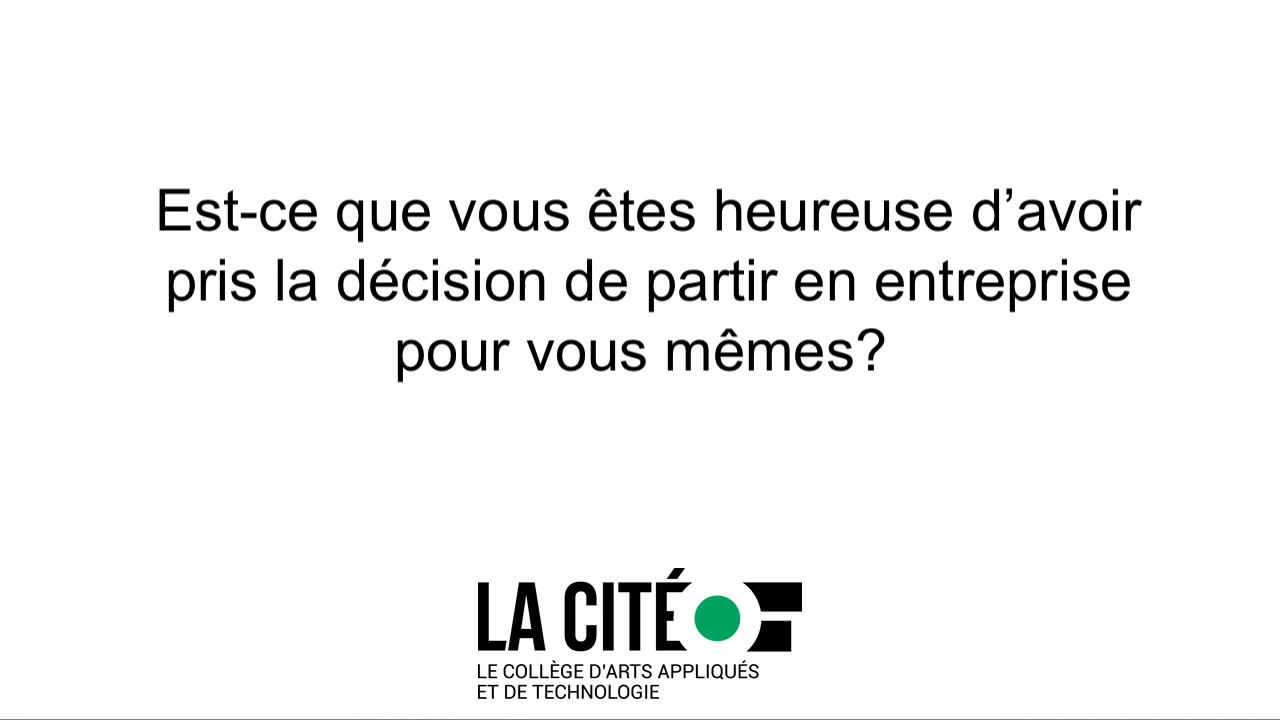 Est-ce que vous êtes heureuse d’avoir
pris la décision de partir en entreprise
pour vous mêmes?
LA CITÉ
LE COLLÈGE D'ARTS APPLIQUÉS
ET DE TECHNOLOGIE